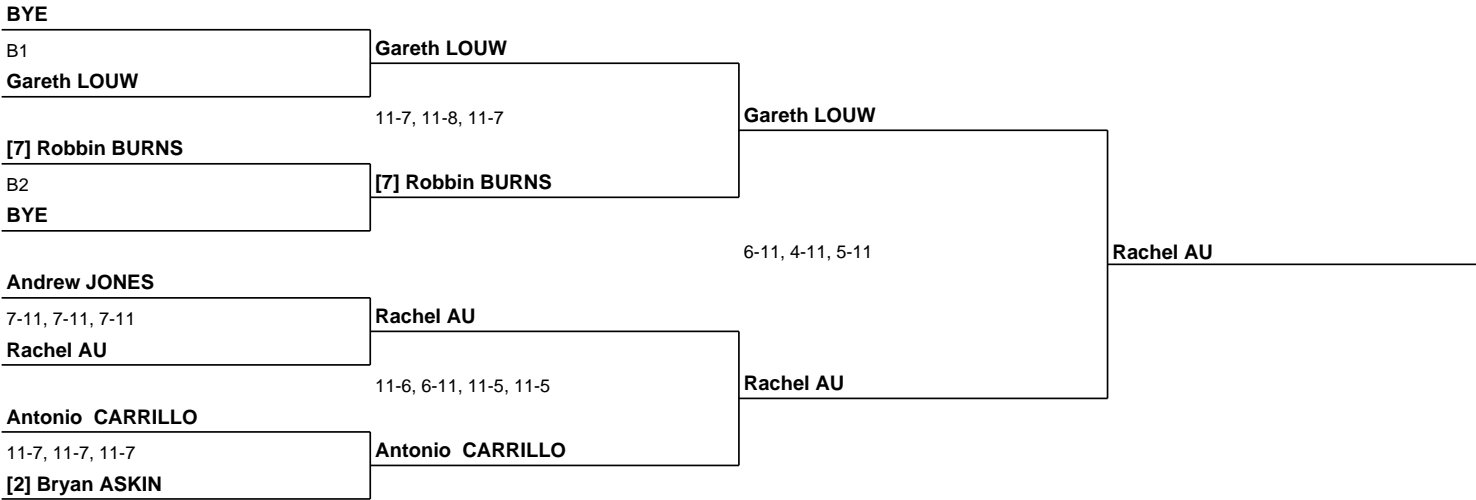 BYE
B1
Gareth LOUW
Gareth LOUW
11-7, 11-8, 11-7
Gareth LOUW
[7] Robbin BURNS
B2
[7] Robbin BURNS
BYE
6-11, 4-11, 5-11
Rachel AU
Andrew JONES
7-11, 7-11, 7-11
Rachel AU
Rachel AU
11-6, 6-11, 11-5, 11-5
Rachel AU
Antonio  CARRILLO
11-7, 11-7, 11-7
Antonio  CARRILLO
[2] Bryan ASKIN